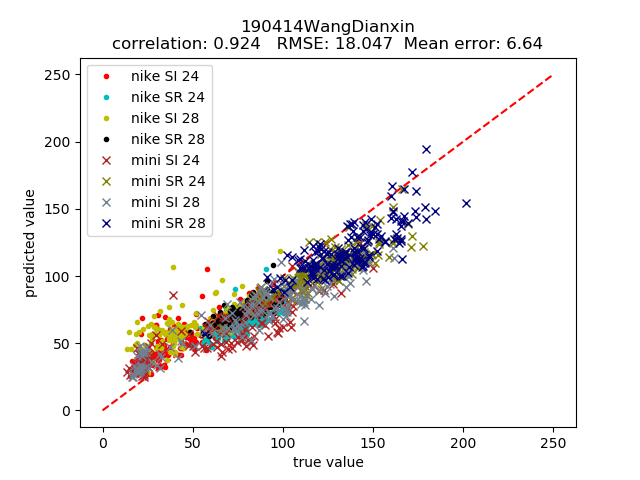 190414WangDianxin
correlation: 0.924   RMSE: 18.047  Mean error: 6.64
nike SI 24
nike SR 24
nike SI 28
nike SR 28
mini SI 24
mini SR 24
mini SI 28
mini SR 28
predicted value
250
200
150
100
50
0
0 50 100 150 200 250
true value